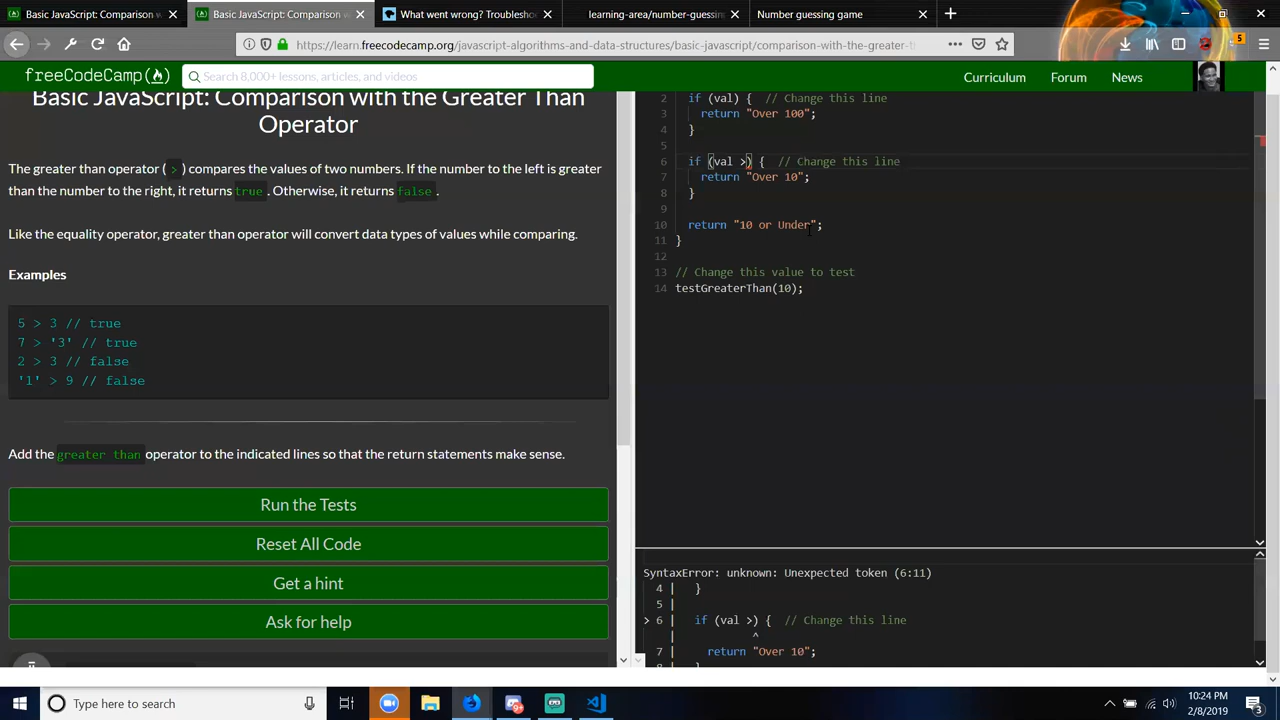 Basic JavaScript: Comparison w
Basic JavaScript: Comparison w
What went wrong? Troublesho
learning-area/number-guessin
Number guessing game
https://learn.freecodecamp.org/javascript-algorithms-and-data-structures/basic-javascript/comparison-with-the-greater-t
5
freeCodeCamp
Search 8,000+ lessons, articles, and videos
Curriculum
Forum
News
Basic JavaScript: Comparison with the Greater Than
Operator
The greater than operator ( > ) compares the values of two numbers. If the number to the left is greater
than the number to the right, it returns true . Otherwise, it returns false .
Like the equality operator, greater than operator will convert data types of values while comparing.
Examples
5 > 3 // true
7 > '3' // true
2 > 3 // false
'1' > 9 // false
Add the greater than operator to the indicated lines so that the return statements make sense.
Run the Tests
Reset All Code
Get a hint
Ask for help
2 if (val) { // Change this line
3 return "Over 100";
4 }
5
6 if (val >) { // Change this line
7 return "Over 10";
8 }
9
10 return "10 or Under";
11 }
12
13 // Change this value to test
14 testGreaterThan(10);
SyntaxError: unknown: Unexpected token (6:11)
4 | }
5 |
> 6 | if (val >) { // Change this line
| ^
7 | return "Over 10";
Type here to search
10:24 PM
2/8/2019
3